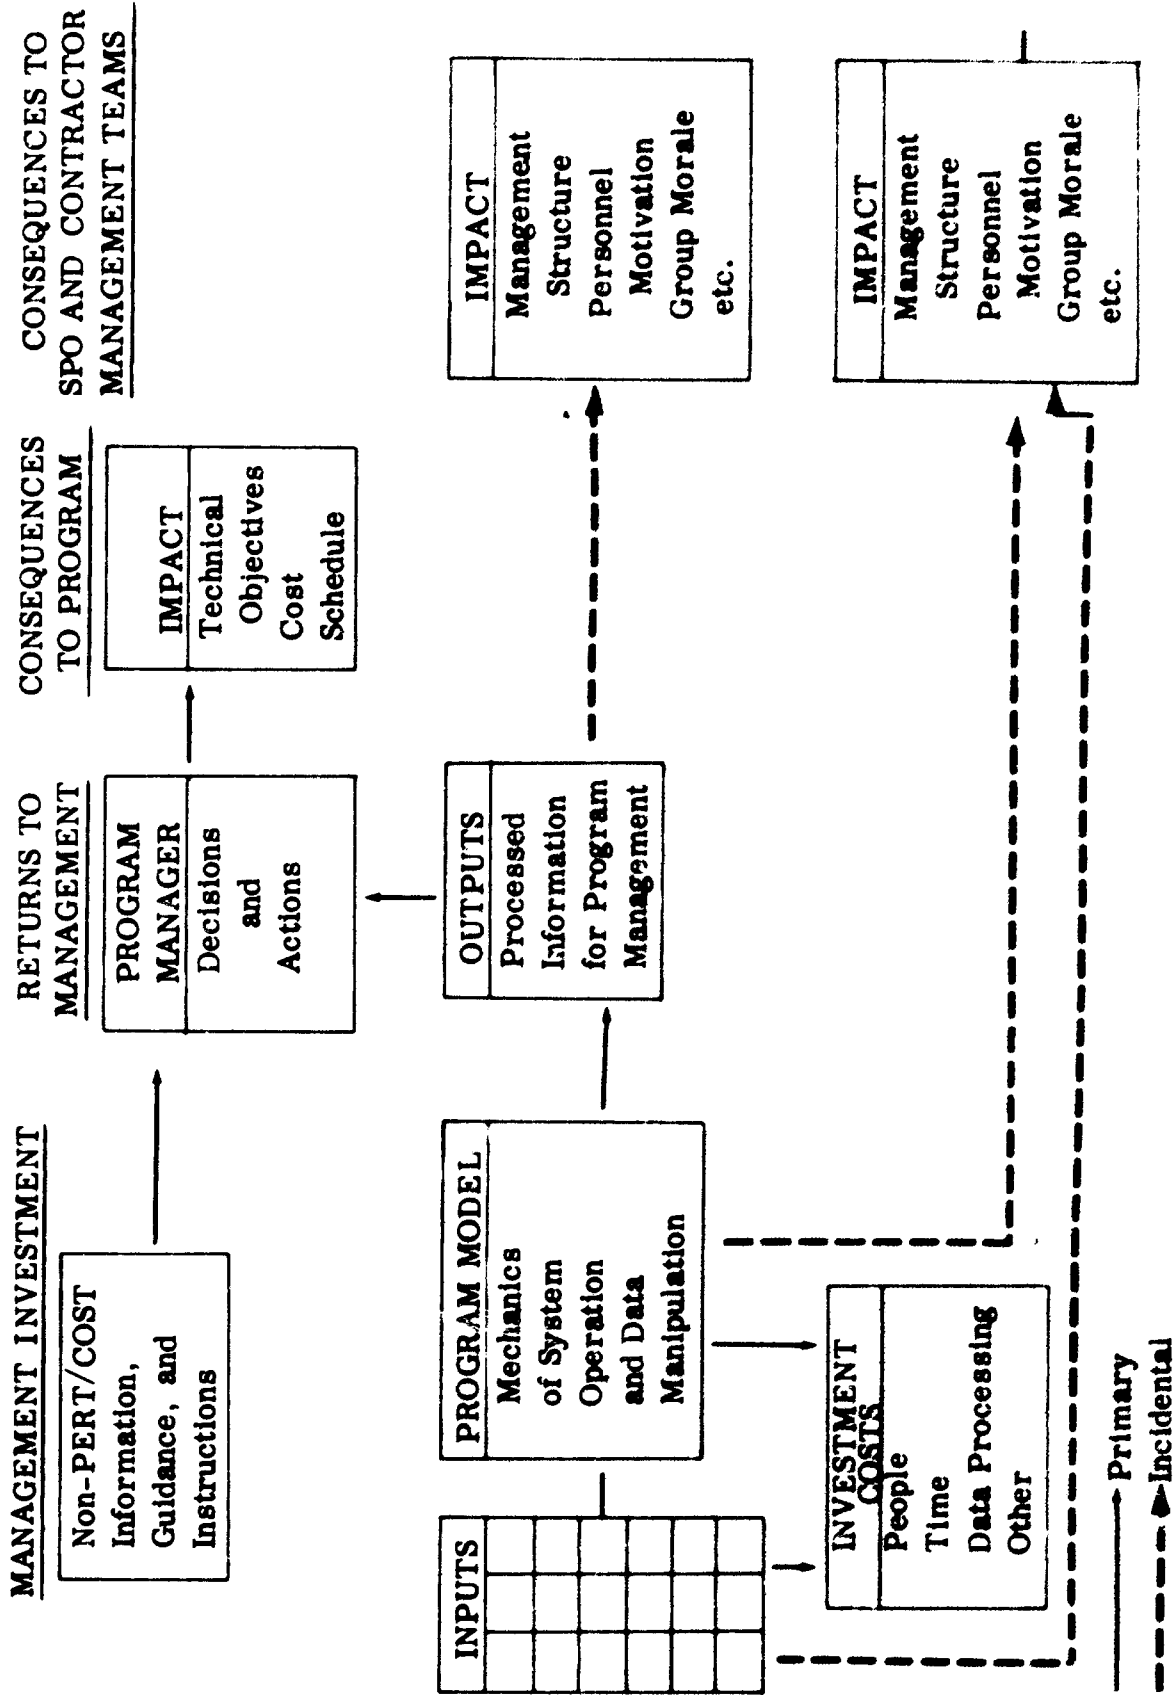 MANAGEMENT INVESTMENT
RETURNS TO
MANAGEMENT
CONSEQUENCES
TO PROGRAM
CONSEQUENCES TO
SPO AND CONTRACTOR
MANAGEMENT TEAMS
Non-PERT/COST
Information,
Guidance, and
Instructions
PROGRAM
MANAGER
Decisions
and
Actions
IMPACT
Technical
Objectives
Cost
Schedule
INPUTS
PROGRAM MODEL
Mechanics
of System
Operation
and Data
Manipulation
OUTPUTS
Processed
Information
for Program
Management
IMPACT
Management
Structure
Personnel
Motivation
Group Morale
etc.
INVESTMENT
COSTS
People
Time
Data Processing
Other
IMPACT
Management
Structure
Personnel
Motivation
Group Morale
etc.
Primary
Incidental